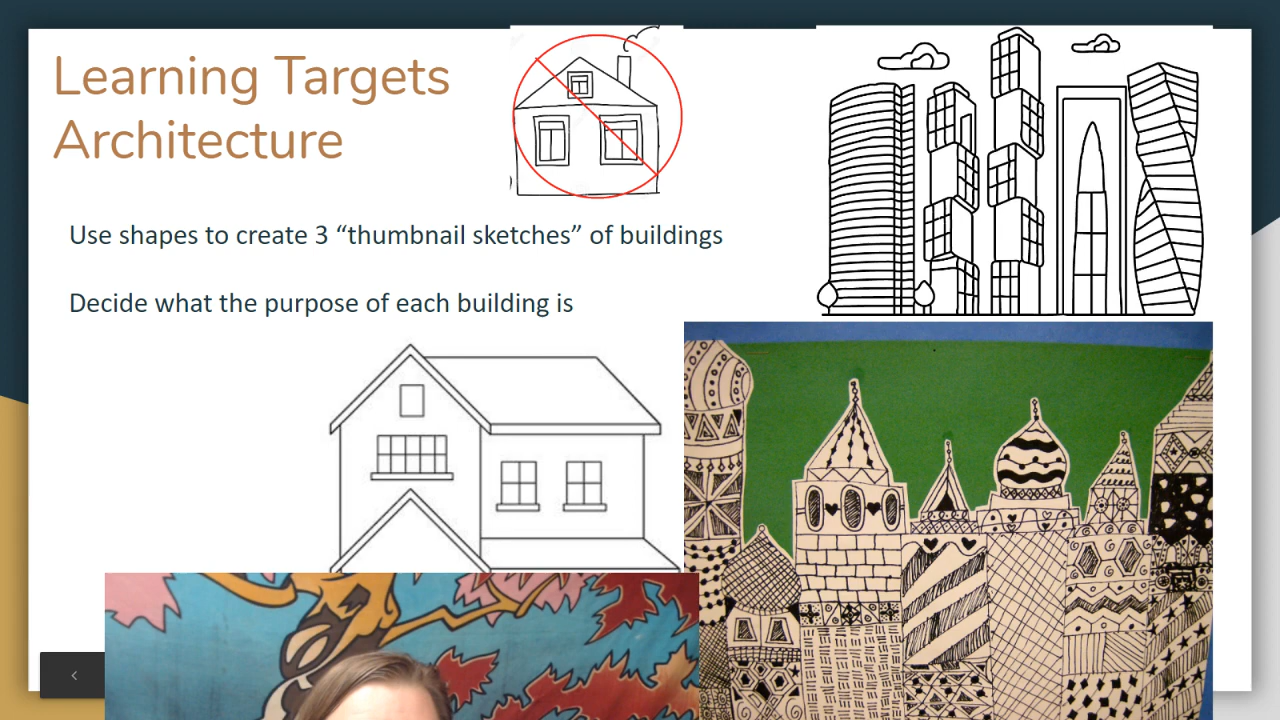 Learning Targets
Architecture
Use shapes to create 3 “thumbnail sketches” of buildings
Decide what the purpose of each building is